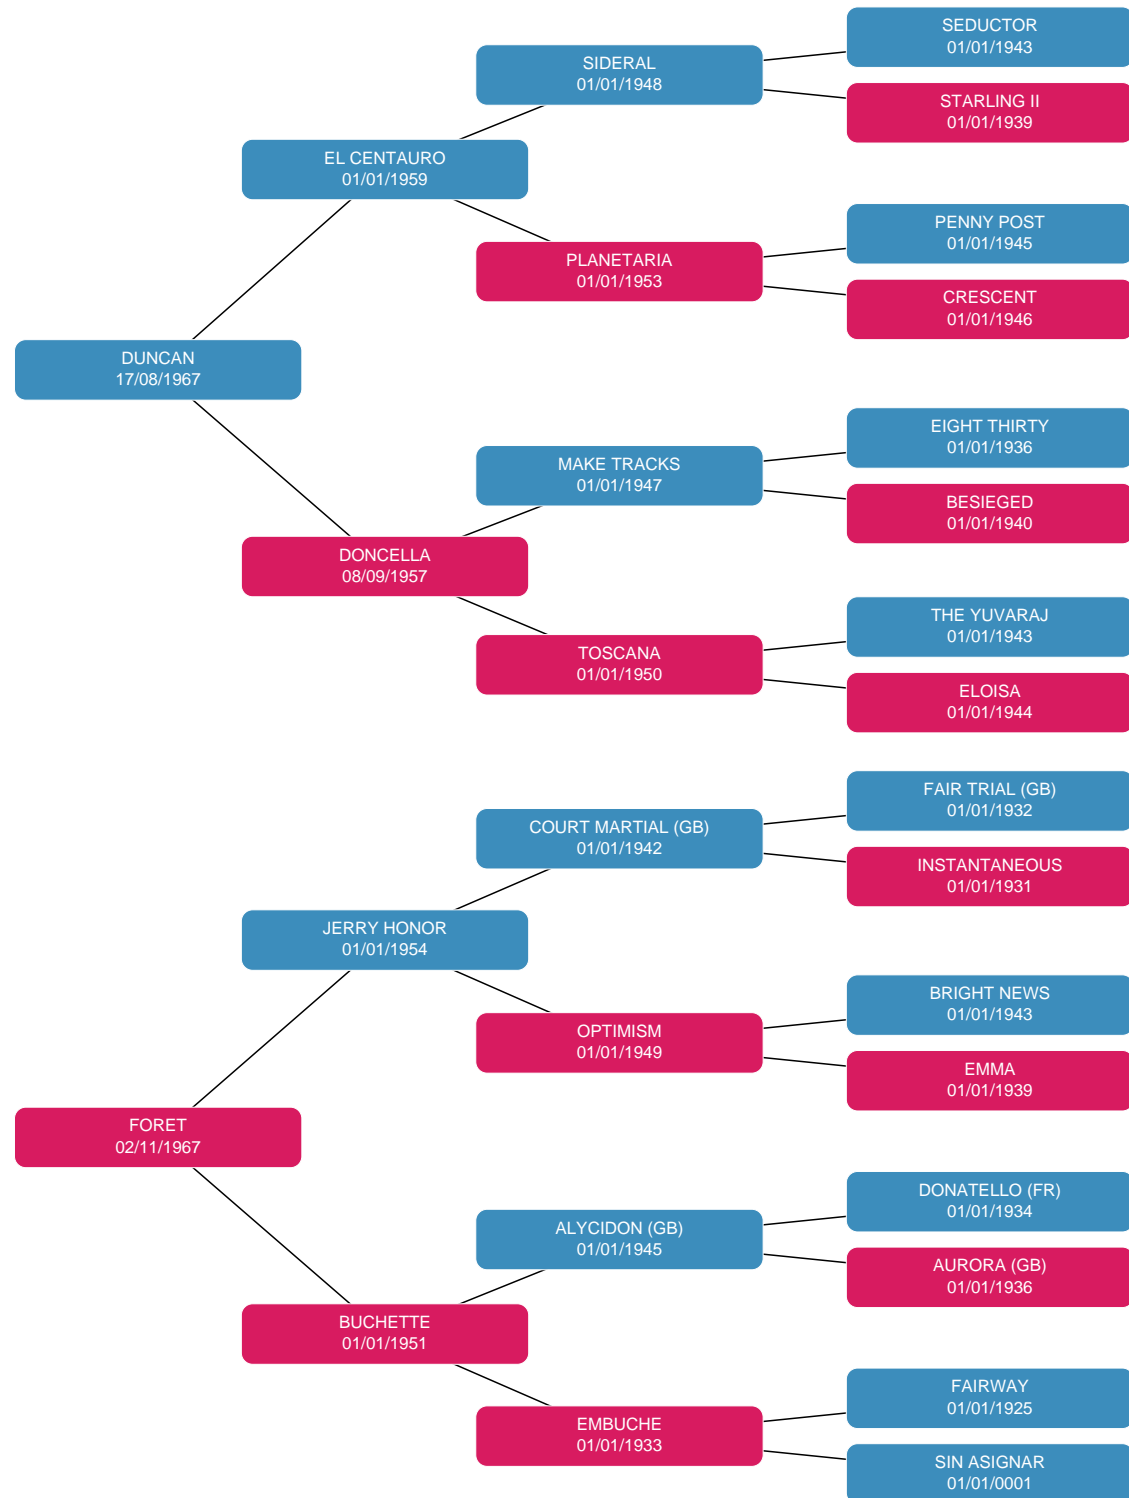 SEDUCTOR
01/01/1943
SIDERAL
01/01/1948
STARLING II
01/01/1939
EL CENTAURO
01/01/1959
PENNY POST
01/01/1945
PLANETARIA
01/01/1953
CRESCENT
01/01/1946
DUNCAN
17/08/1967
EIGHT THIRTY
01/01/1936
MAKE TRACKS
01/01/1947
BESIEGED
01/01/1940
DONCELLA
08/09/1957
THE YUVARAJ
01/01/1943
TOSCANA
01/01/1950
ELOISA
01/01/1944
FAIR TRIAL (GB)
01/01/1932
COURT MARTIAL (GB)
01/01/1942
INSTANTANEOUS
01/01/1931
JERRY HONOR
01/01/1954
BRIGHT NEWS
01/01/1943
OPTIMISM
01/01/1949
EMMA
01/01/1939
FORET
02/11/1967
DONATELLO (FR)
01/01/1934
ALYCIDON (GB)
01/01/1945
AURORA (GB)
01/01/1936
BUCHETTE
01/01/1951
FAIRWAY
01/01/1925
EMBUCHE
01/01/1933
SIN ASIGNAR
01/01/0001